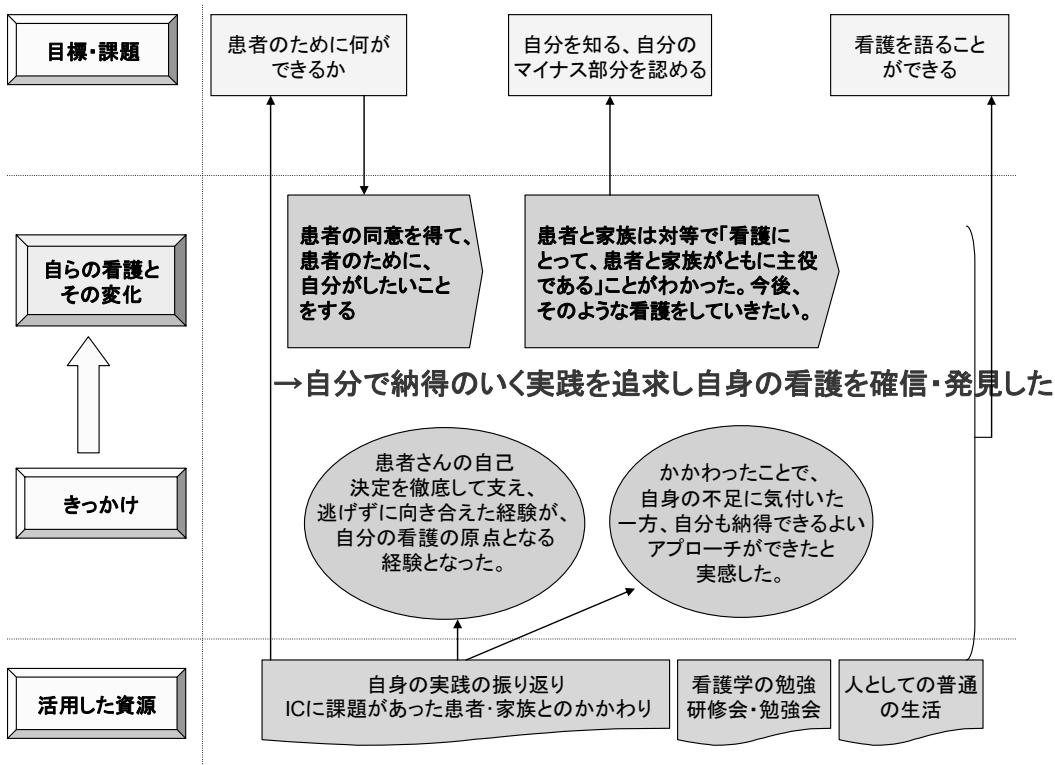 目標・課題
患者のために何が
できるか
自分を知る、自分の
マイナス部分を認める
看護を語ること
ができる
自らの看護と
その変化
患者の同意を得て、
患者のために、
自分がしたいこと
をする
患者と家族は対等で「看護に
とって、患者と家族がともに主役
である」ことがわかった。今後、
そのような看護をしていきたい。
→自分で納得のいく実践を追求し自身の看護を確信・発見した
きっかけ
患者さんの自己
決定を徹底して支え、
逃げずに向き合えた経験が、
自分の看護の原点となる
経験となった。
かかわったことで、
自身の不足に気付いた
一方、自分も納得できるよい
アプローチができたと
実感した。
活用した資源
自身の実践の振り返り
ICに課題があった患者・家族とのかかわり
看護学の勉強
研修会・勉強会
人としての普通
の生活